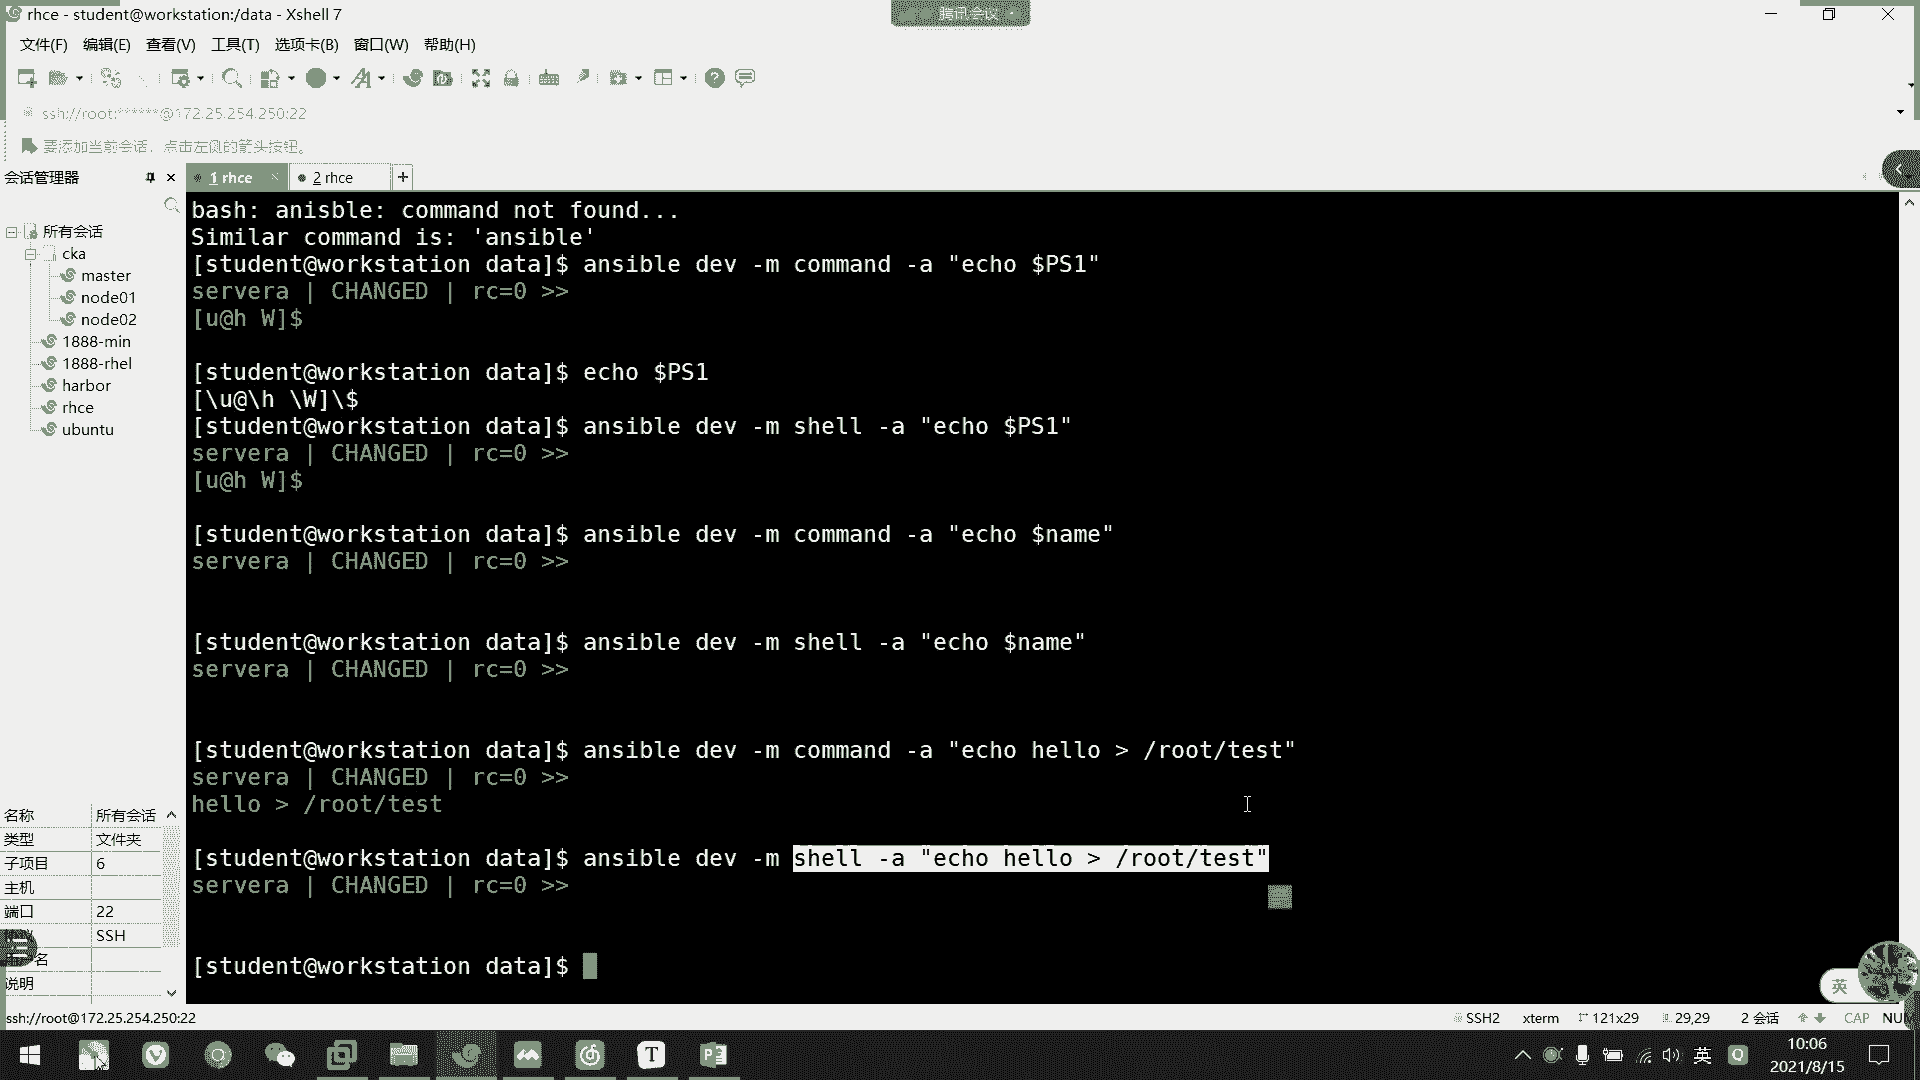 rhce - student@workstation:/data - Xshell 7
腾讯会议
文件(F) 编辑(E) 查看(V) 工具(T) 选项卡(B) 窗口(W) 帮助(H)
ssh://root:******@172.25.254.250:22
要添加当前会话，点击左侧的箭头按钮。
会话管理器
1 rhce
2 rhce
所有会话
cka
master
node01
node02
1888-min
1888-rhel
harbor
rhce
ubuntu
bash: anisble: command not found...
Similar command is: 'ansible'
[student@workstation data]$ ansible dev -m command -a "echo $PS1"
servera | CHANGED | rc=0 >>
[u@h W]$
[student@workstation data]$ echo $PS1
[\u@\h \W]\$
[student@workstation data]$ ansible dev -m shell -a "echo $PS1"
servera | CHANGED | rc=0 >>
[u@h W]$
[student@workstation data]$ ansible dev -m command -a "echo $name"
servera | CHANGED | rc=0 >>
[student@workstation data]$ ansible dev -m shell -a "echo $name"
servera | CHANGED | rc=0 >>
[student@workstation data]$ ansible dev -m command -a "echo hello > /root/test"
servera | CHANGED | rc=0 >>
hello > /root/test
[student@workstation data]$ ansible dev -m shell -a "echo hello > /root/test"
servera | CHANGED | rc=0 >>
[student@workstation data]$
名称 所有会话
类型 文件夹
子项目 6
主机
端口 22
SSH
名
说明
英
ssh://root@172.25.254.250:22
SSH2 xterm 121x29 29,29 2 会话 CAP NUM
英
10:06
2021/8/15